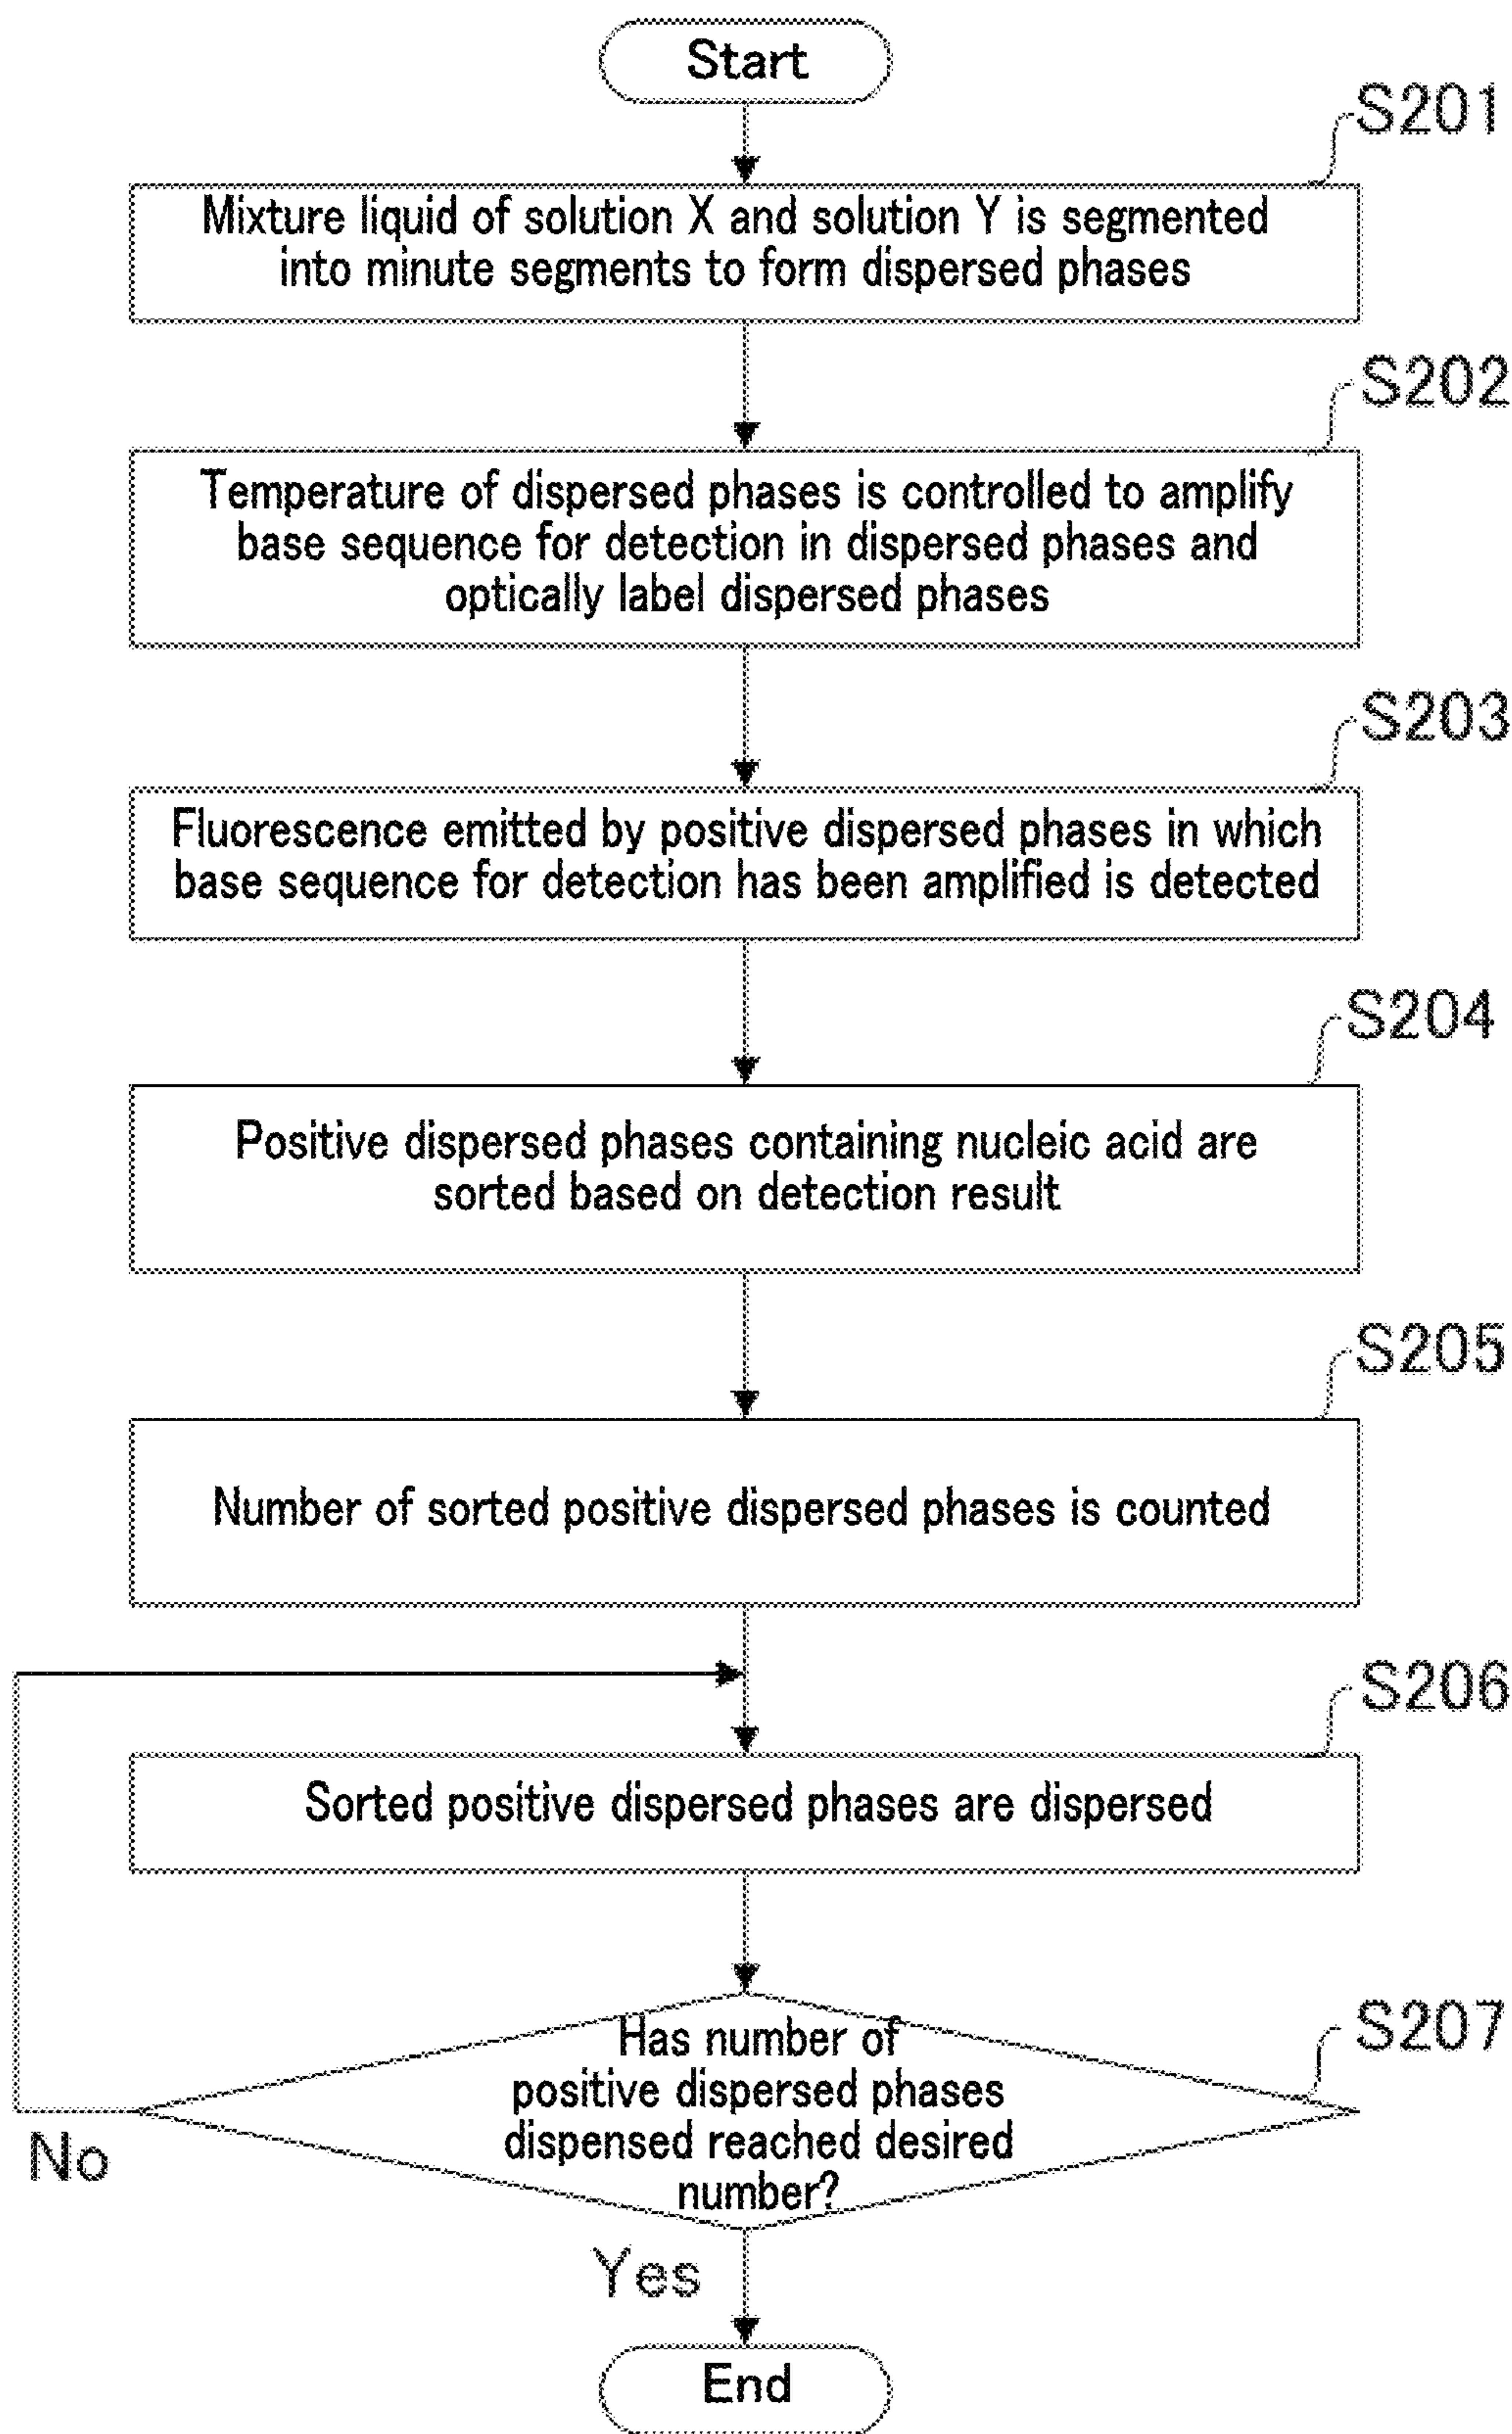 Start
S201
Mixture liquid of solution X and solution Y is segmented
into minute segments to form dispersed phases
S202
Temperature of dispersed phases is controlled to amplify
base sequence for detection in dispersed phases and
optically label dispersed phases
S203
Fluorescence emitted by positive dispersed phases in which
base sequence for detection has been amplified is detected
S204
Positive dispersed phases containing nucleic acid are
sorted based on detection result
S205
Number of sorted positive dispersed phases is counted
S206
Sorted positive dispersed phases are dispersed
S207
Has number of
positive dispersed phases
dispensed reached desired
number?
No
Yes
End